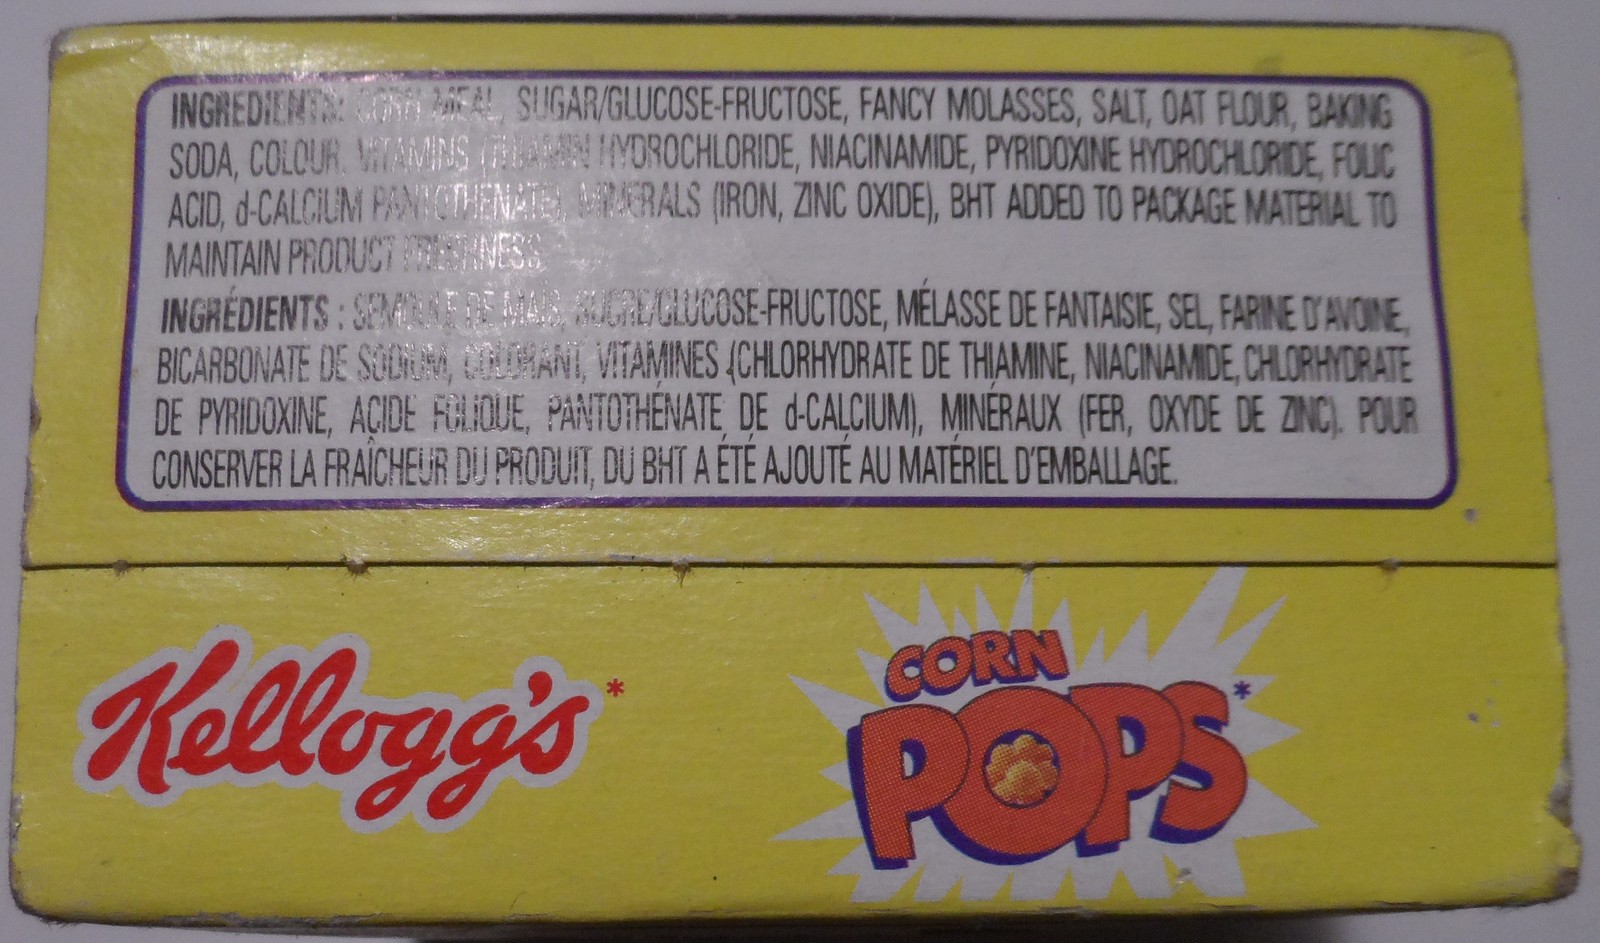 INGREDIENTS: CORN MEAL, SUGAR/GLUCOSE-FRUCTOSE, FANCY MOLASSES, SALT, OAT FLOUR, BAKING
SODA, COLOUR, VITAMINS (THIAMIN HYDROCHLORIDE, NIACINAMIDE, PYRIDOXINE HYDROCHLORIDE, FOLIC
ACID, d-CALCIUM PANTOTHENATE), MINERALS (IRON, ZINC OXIDE), BHT ADDED TO PACKAGE MATERIAL TO
MAINTAIN PRODUCT FRESHNESS.
INGRÉDIENTS : SEMOULE DE MAÏS, SUCRE/GLUCOSE-FRUCTOSE, MÉLASSE DE FANTAISIE, SEL, FARINE D'AVOINE,
BICARBONATE DE SODIUM, COLORANT, VITAMINES (CHLORHYDRATE DE THIAMINE, NIACINAMIDE, CHLORHYDRATE
DE PYRIDOXINE, ACIDE FOLIQUE, PANTOTHÉNATE DE d-CALCIUM), MINÉRAUX (FER, OXYDE DE ZINC). POUR
CONSERVER LA FRAÎCHEUR DU PRODUIT, DU BHT A ÉTÉ AJOUTÉ AU MATÉRIEL D'EMBALLAGE.
Kellogg's*
CORN
POPS*